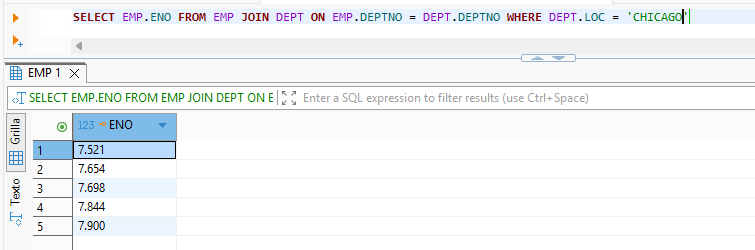 SELECT EMP.ENO FROM EMP JOIN DEPT ON EMP.DEPTNO = DEPT.DEPTNO WHERE DEPT.LOC = 'CHICAGO'
EMP 1
SELECT EMP.ENO FROM EMP JOIN DEPT ON E
Enter a SQL expression to filter results (use Ctrl+Space)
Grilla
Texto
123 ENO
1 7.521
2 7.654
3 7.698
4 7.844
5 7.900